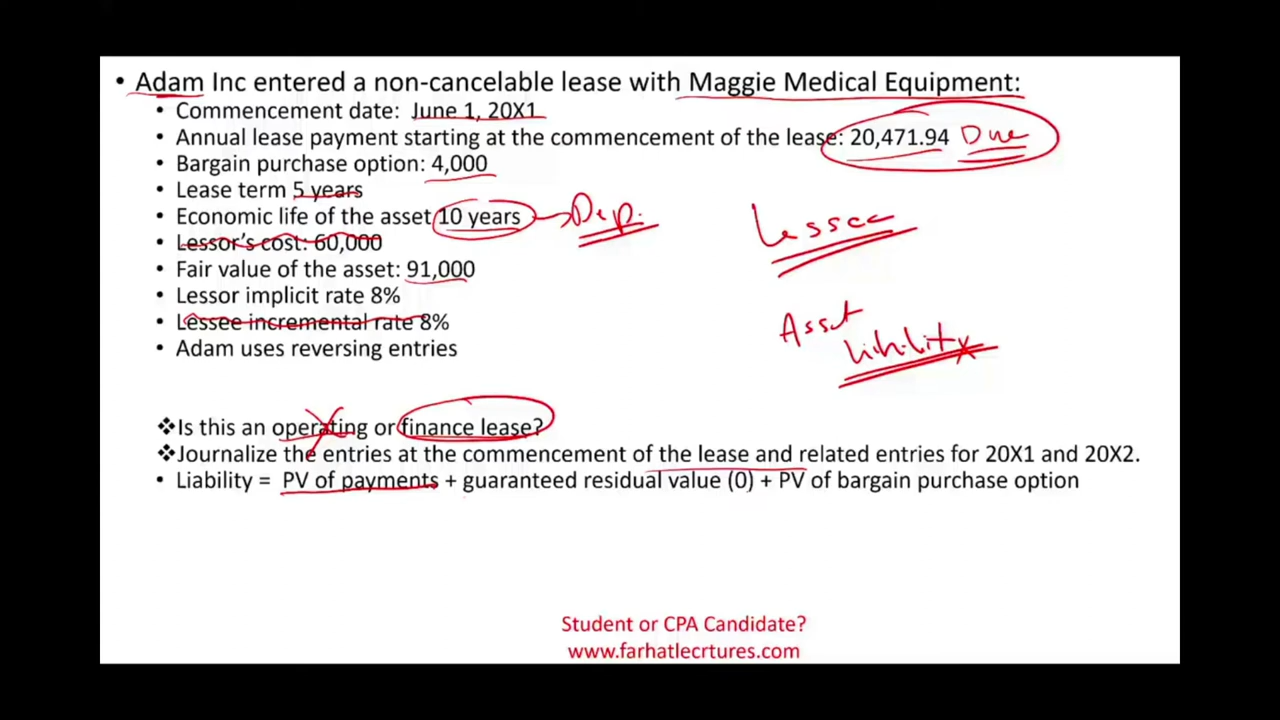 • Adam Inc entered a non-cancelable lease with Maggie Medical Equipment:
• Commencement date: June 1, 20X1
• Annual lease payment starting at the commencement of the lease: 20,471.94 Due
• Bargain purchase option: 4,000
• Lease term 5 years
• Economic life of the asset 10 years Dep.
Lessee
• Lessor's cost: 60,000
• Fair value of the asset: 91,000
• Lessor implicit rate 8%
Asset
• Lessee incremental rate 8%
liability
• Adam uses reversing entries
❖Is this an operating or finance lease?
❖Journalize the entries at the commencement of the lease and related entries for 20X1 and 20X2.
• Liability = PV of payments + guaranteed residual value (0) + PV of bargain purchase option
Student or CPA Candidate?
www.farhatlecrtures.com